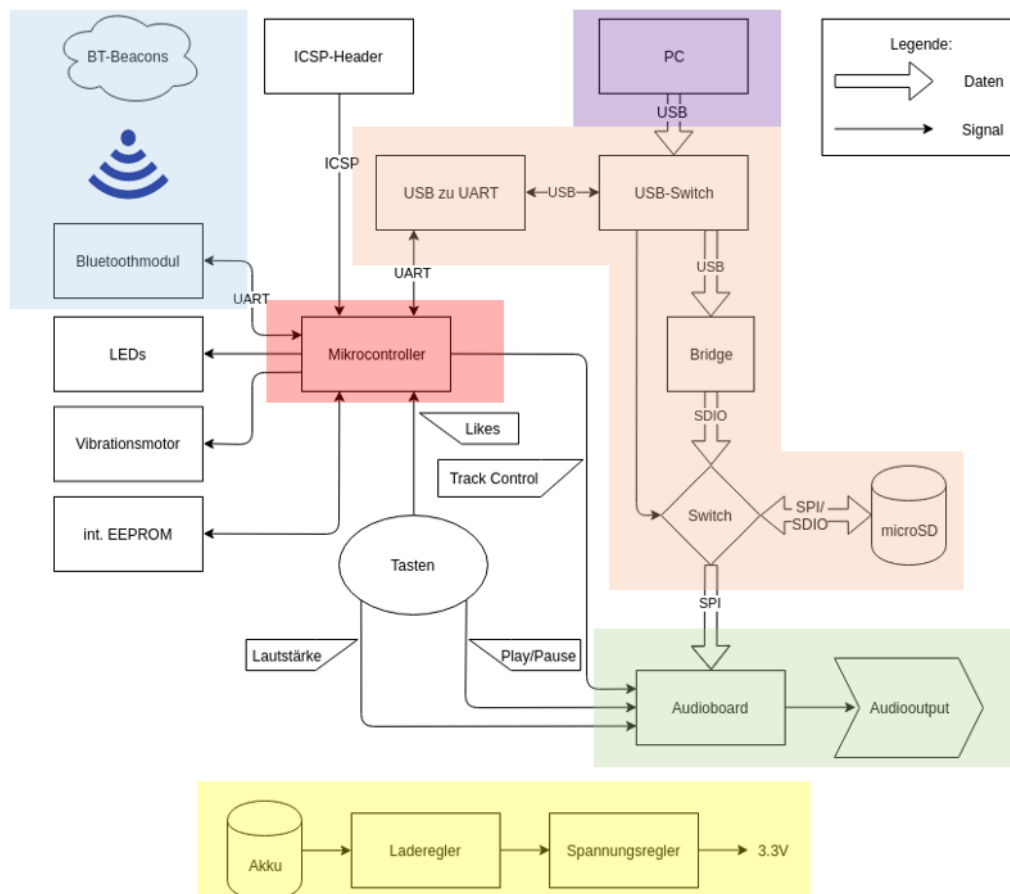 BT-Beacons
ICSP-Header
PC
Legende:
Daten
Signal
USB
ICSP
USB zu UART
USB
USB-Switch
Bluetoothmodul
UART
UART
USB
LEDs
Mikrocontroller
Bridge
SDIO
Vibrationsmotor
Likes
Track Control
int. EEPROM
Switch
SPI/
SDIO
microSD
Tasten
SPI
Lautstärke
Play/Pause
Audioboard
Audiooutput
Akku
Laderegler
Spannungsregler
3.3V